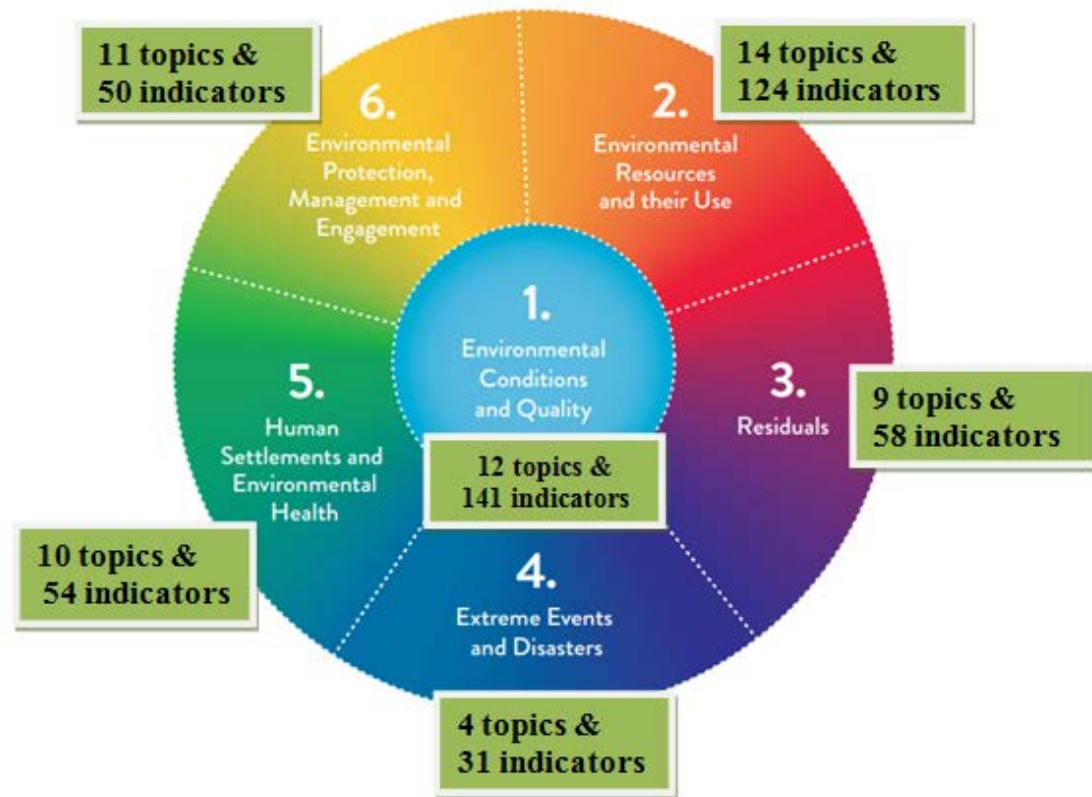 11 topics &
50 indicators
14 topics &
124 indicators
6.
Environmental
Protection,
Management and
Engagement
2.
Environmental
Resources
and their Use
1.
Environmental
Conditions
and Quality
12 topics &
141 indicators
3.
Residuals
9 topics &
58 indicators
5.
Human
Settlements and
Environmental
Health
10 topics &
54 indicators
4.
Extreme Events
and Disasters
4 topics &
31 indicators